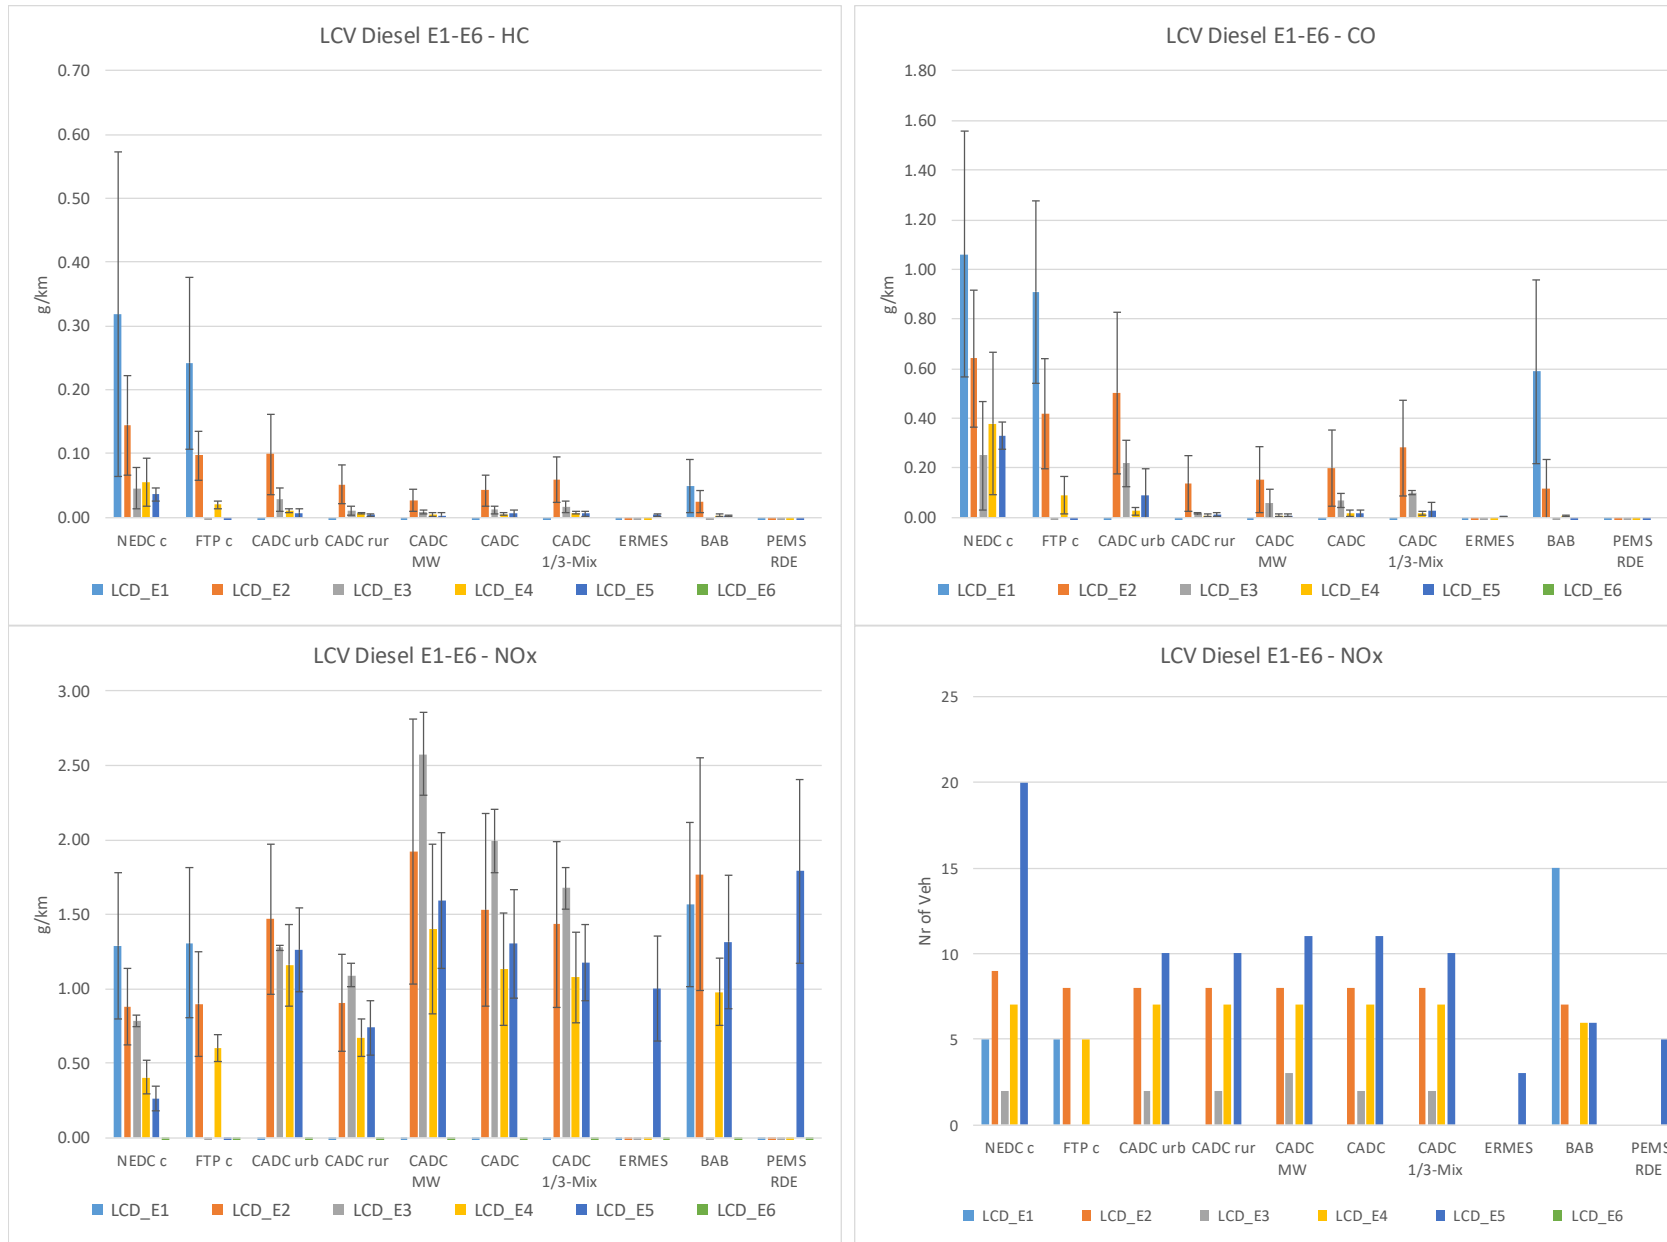 LCV Diesel E1-E6 - HC
0.70
0.60
0.50
0.40
0.30
0.20
0.10
0.00
g/km
NEDC c FTP c CADC urb CADC rur CADC MW CADC CADC 1/3-Mix ERMES BAB PEMS RDE
LCD_E1 LCD_E2 LCD_E3 LCD_E4 LCD_E5 LCD_E6
LCV Diesel E1-E6 - CO
1.80
1.60
1.40
1.20
1.00
0.80
0.60
0.40
0.20
0.00
g/km
NEDC c FTP c CADC urb CADC rur CADC MW CADC CADC 1/3-Mix ERMES BAB PEMS RDE
LCD_E1 LCD_E2 LCD_E3 LCD_E4 LCD_E5 LCD_E6
LCV Diesel E1-E6 - NOx
3.00
2.50
2.00
1.50
1.00
0.50
0.00
g/km
NEDC c FTP c CADC urb CADC rur CADC MW CADC CADC 1/3-Mix ERMES BAB PEMS RDE
LCD_E1 LCD_E2 LCD_E3 LCD_E4 LCD_E5 LCD_E6
LCV Diesel E1-E6 - NOx
25
20
15
10
5
0
Nr of Veh
NEDC c FTP c CADC urb CADC rur CADC MW CADC CADC 1/3-Mix ERMES BAB PEMS RDE
LCD_E1 LCD_E2 LCD_E3 LCD_E4 LCD_E5 LCD_E6